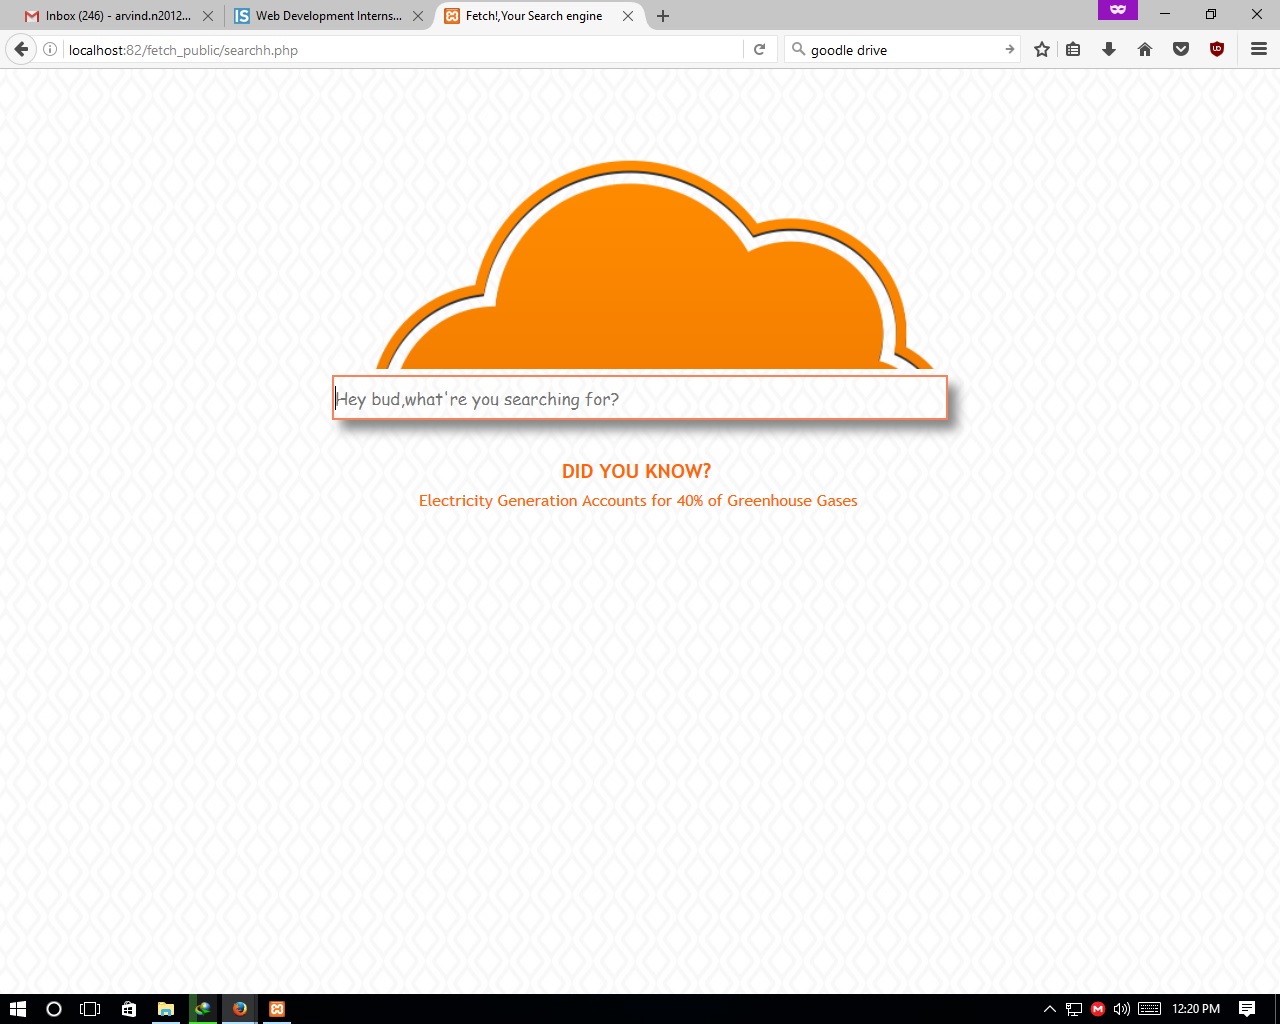 Inbox (246) - arvind.n2012...
Web Development Interns...
Fetch!,Your Search engine
localhost:82/fetch_public/searchh.php
goodle drive
Hey bud,what're you searching for?
DID YOU KNOW?
Electricity Generation Accounts for 40% of Greenhouse Gases
12:20 PM